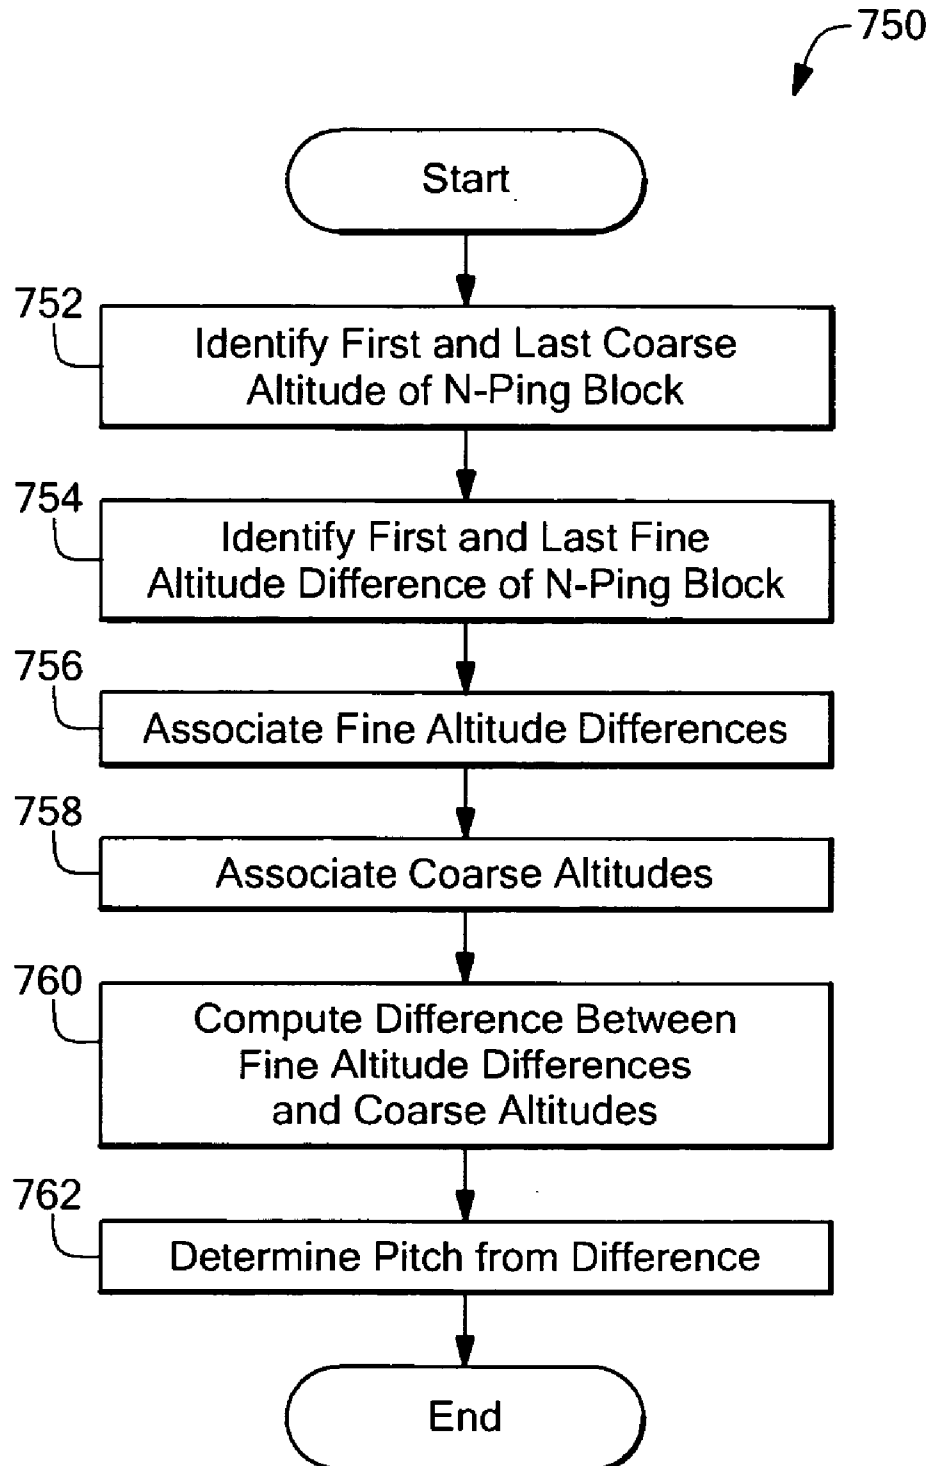 750
Start
752
Identify First and Last Coarse
Altitude of N-Ping Block
754
Identify First and Last Fine
Altitude Difference of N-Ping Block
756
Associate Fine Altitude Differences
758
Associate Coarse Altitudes
760
Compute Difference Between
Fine Altitude Differences
and Coarse Altitudes
762
Determine Pitch from Difference
End